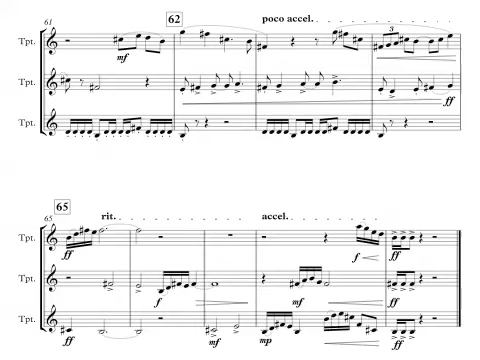 61
62
poco accel.
Tpt.
mf
3
Tpt.
ff
Tpt.
65
65
rit.
accel.
Tpt.
ff
f
ff
Tpt.
f
mf
ff
Tpt.
ff
mf
mp
ff